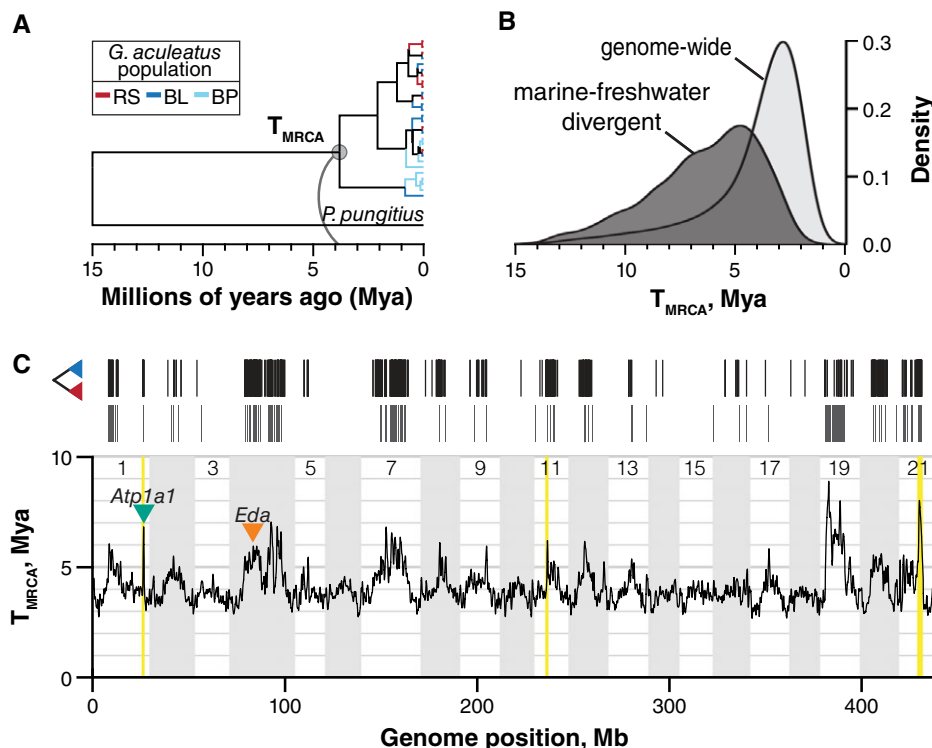 A
G. aculeatus
population
RS BL BP
T MRCA
P. pungitius
15 10 5 0
Millions of years ago (Mya)
B
genome-wide
marine-freshwater
divergent
0.3
0.2
0.1
0.0
Density
15 10 5 0
T MRCA, Mya
C
10
5
0
T MRCA, Mya
1 3 5 7 9 11 13 15 17 19 21
Atp1a1
Eda
0 100 200 300 400
Genome position, Mb